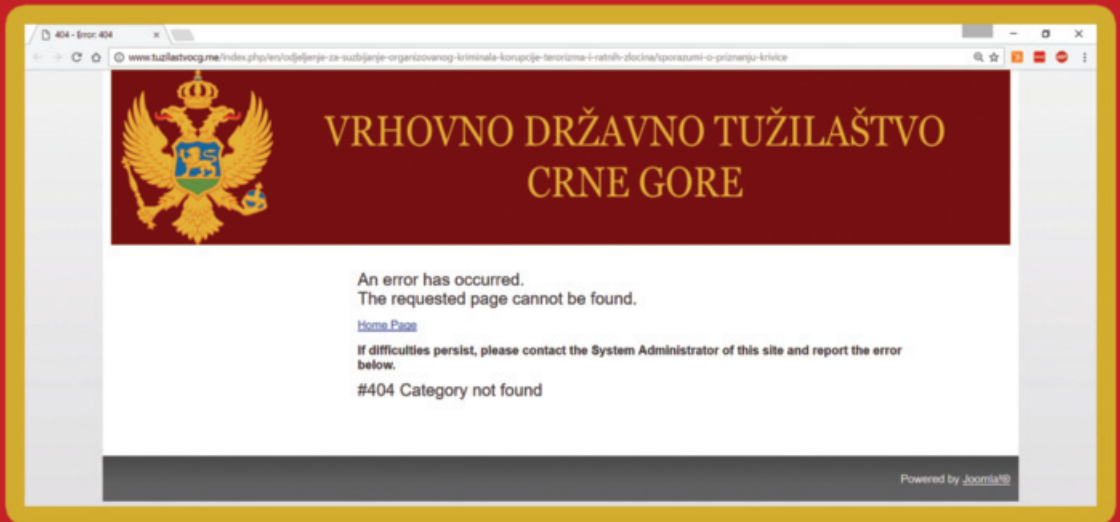 404 - Error: 404
www.tuzilastvocg.me/index.php/en/odjeljenje-za-suzbijanje-organizovanog-kriminala-korupcije-terorizma-i-ratnih-zlocina/sporazumi-o-priznanju-krivice
VRHOVNO DRŽAVNO TUŽILAŠTVO
CRNE GORE
An error has occurred.
The requested page cannot be found.
Home Page
If difficulties persist, please contact the System Administrator of this site and report the error
below.
#404 Category not found
Powered by Joomla!®